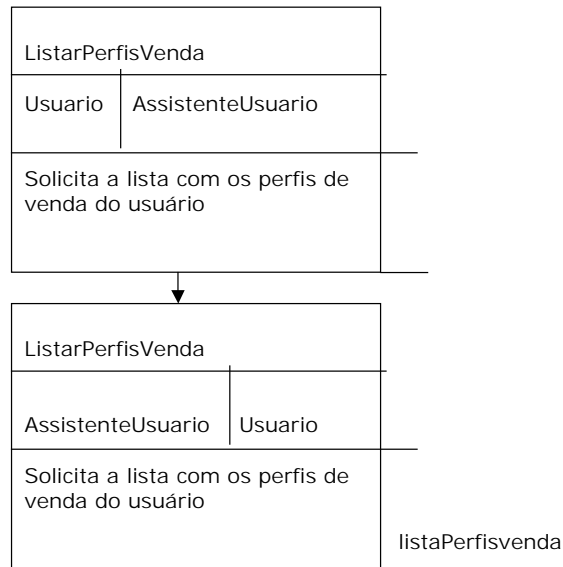 ListarPerfisVenda
Usuario AssistenteUsuario
Solicita a lista com os perfis de
venda do usuário
ListarPerfisVenda
AssistenteUsuario Usuario
Solicita a lista com os perfis de
venda do usuário
listaPerfisvenda